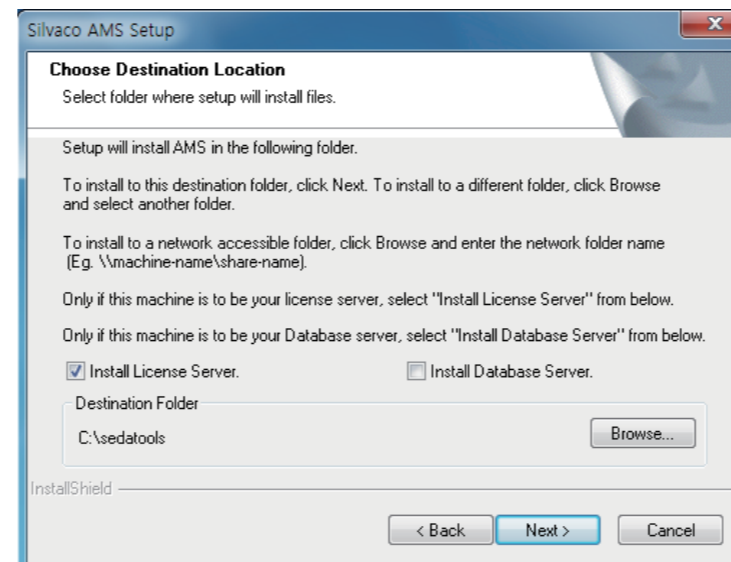 Silvaco AMS Setup
Choose Destination Location
Select folder where setup will install files.
Setup will install AMS in the following folder.
To install to this destination folder, click Next. To install to a different folder, click Browse
and select another folder.
To install to a network accessible folder, click Browse and enter the network folder name
(Eg. \\machine-name\share-name).
Only if this machine is to be your license server, select "Install License Server" from below.
Only if this machine is to be your Database server, select "Install Database Server" from below.
Install License Server. Install Database Server.
Destination Folder
C:\sedatools Browse...
InstallShield
< Back Next > Cancel